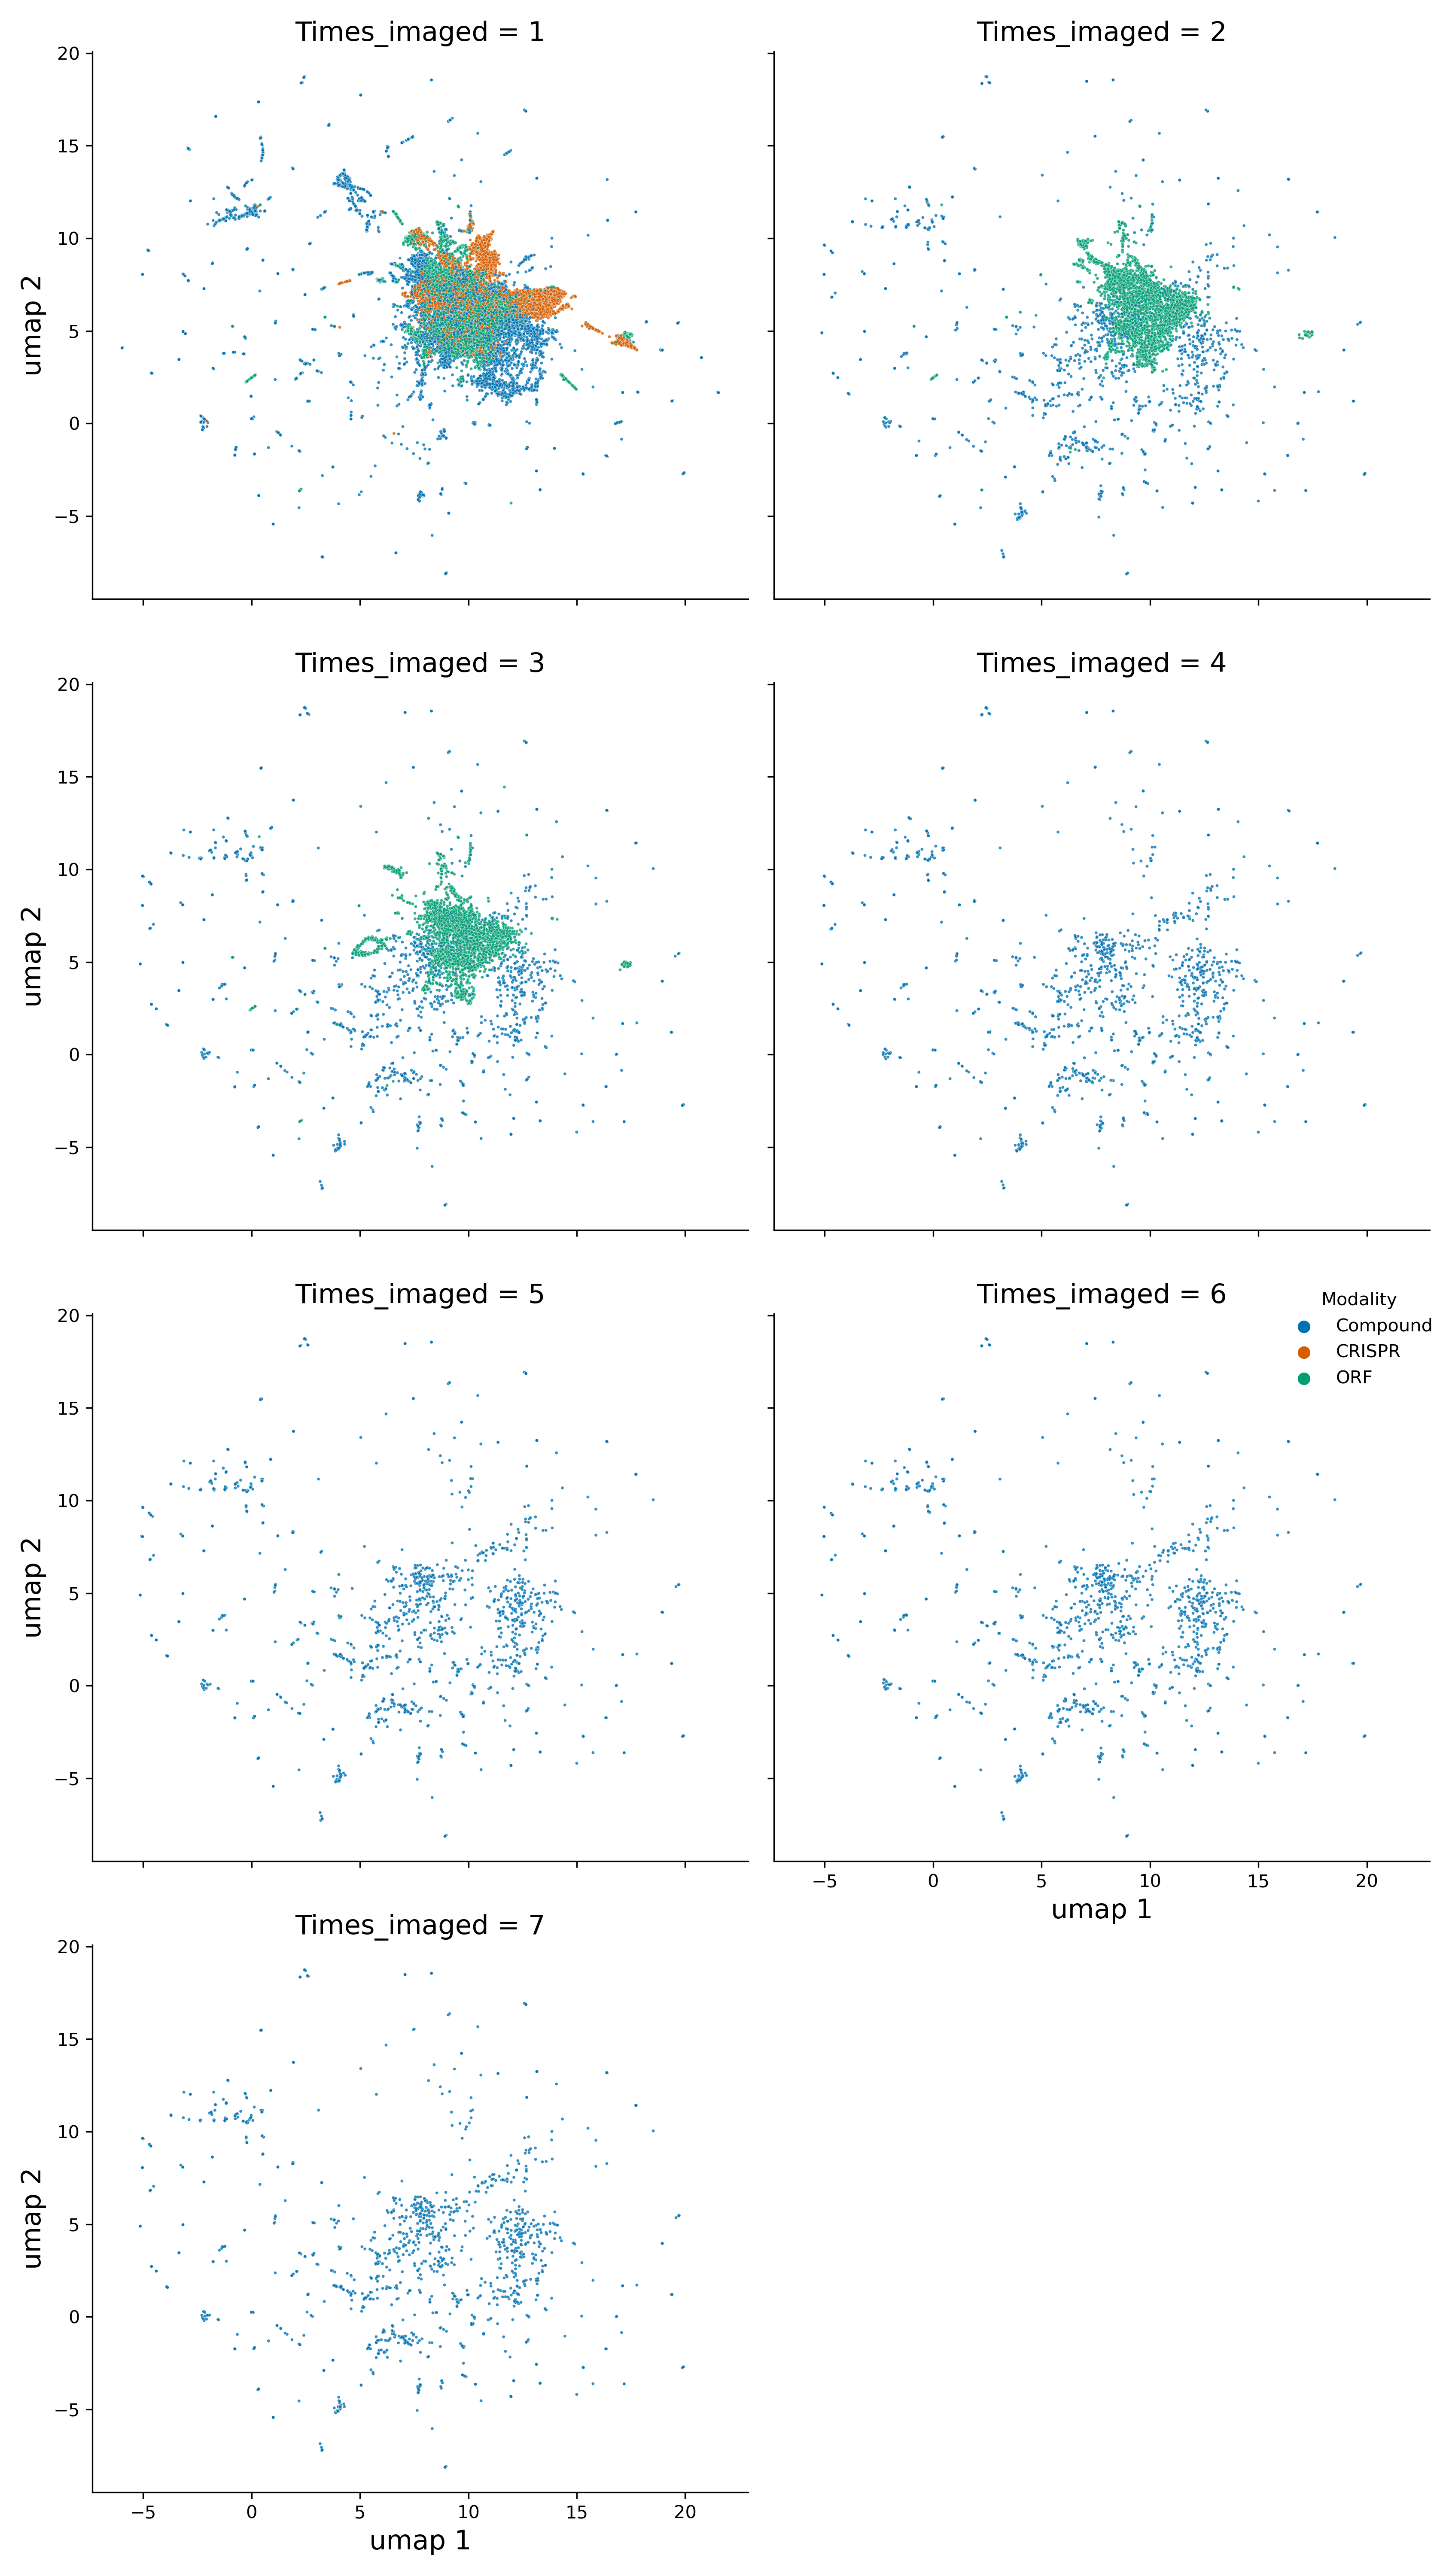 Times_imaged = 1
Times_imaged = 2
20
15
10
5
0
−5
umap 2
Times_imaged = 3
Times_imaged = 4
20
15
10
5
0
−5
umap 2
Times_imaged = 5
Times_imaged = 6
Modality
Compound
CRISPR
ORF
20
15
10
5
0
−5
umap 2
−5 0 5 10 15 20
umap 1
Times_imaged = 7
20
15
10
5
0
−5
umap 2
−5 0 5 10 15 20
umap 1